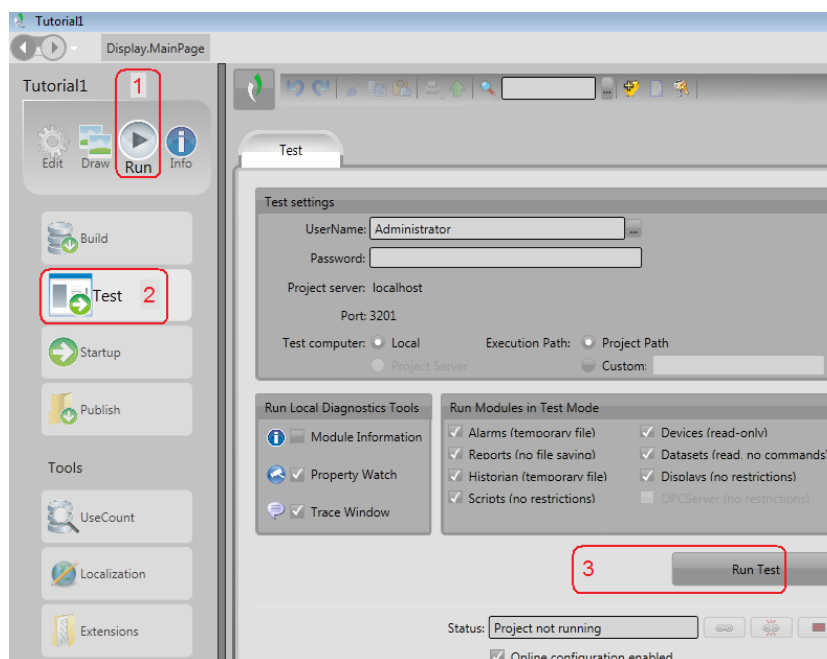 Tutorial1
Display.MainPage
Tutorial1
1
Edit Draw Run Info
Build
Test 2
Startup
Publish
Tools
UseCount
Localization
Extensions
...
Test
Test settings
UserName: Administrator ...
Password:
Project server: localhost
Port: 3201
Test computer: Local Execution Path: Project Path
Project Server Custom:
Run Local Diagnostics Tools
Module Information
Property Watch
Trace Window
Run Modules in Test Mode
Alarms (temporary file) Devices (read-only)
Reports (no file saving) Datasets (read, no commands)
Historian (temporary file) Displays (no restrictions)
Scripts (no restrictions) OPCServer (no restrictions)
3 Run Test
Status: Project not running
Online configuration enabled